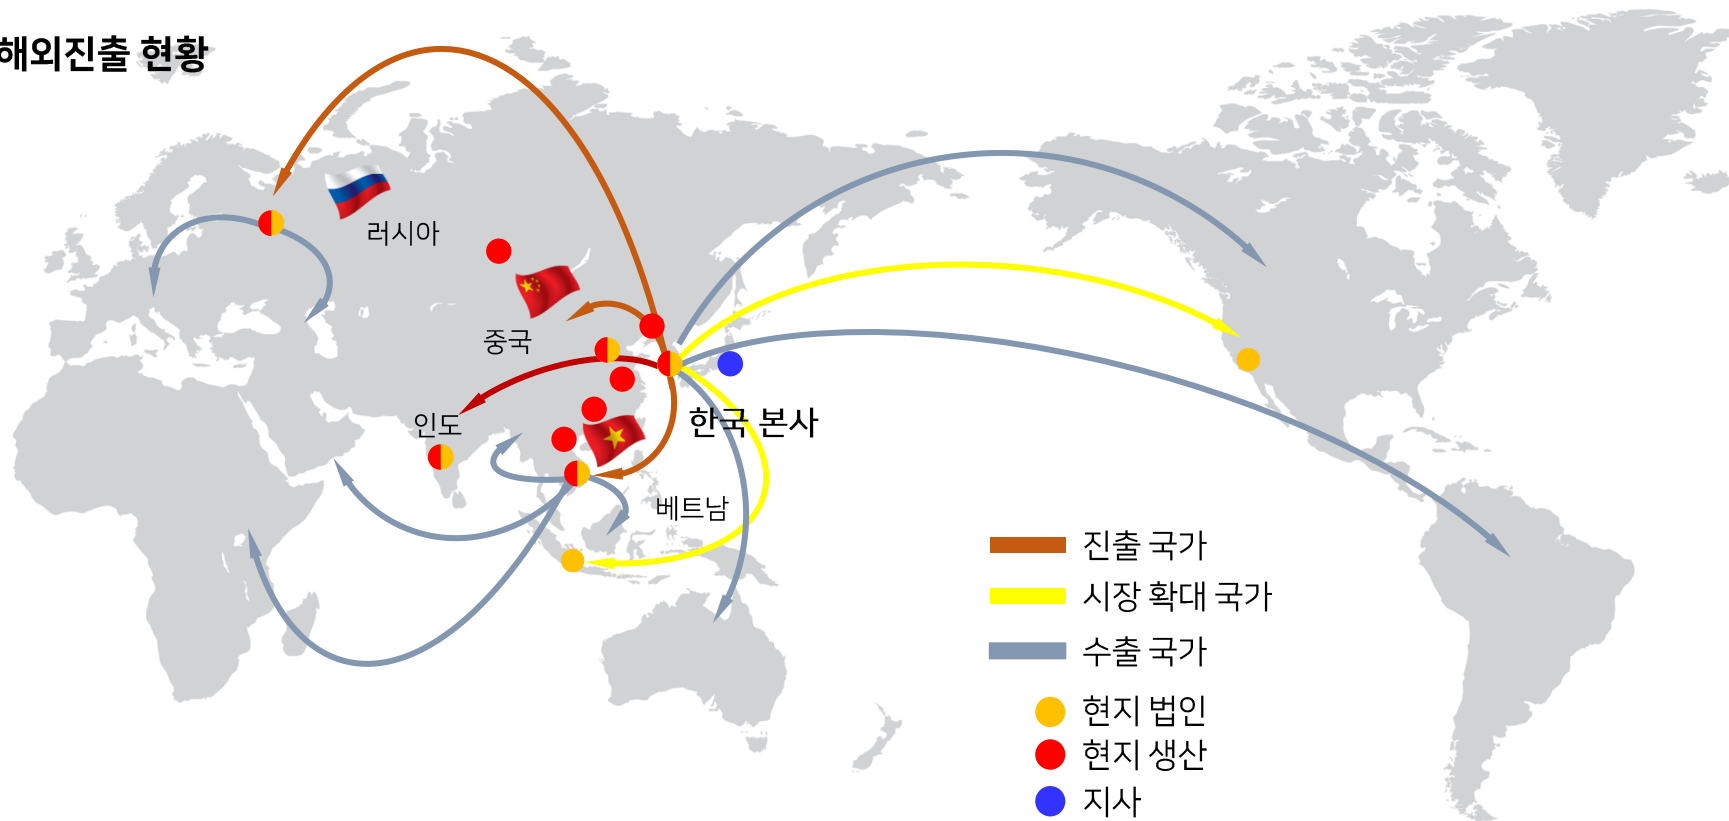 해외진출 현황
러시아
중국
인도
한국 본사
베트남
진출 국가
시장 확대 국가
수출 국가
현지 법인
현지 생산
지사